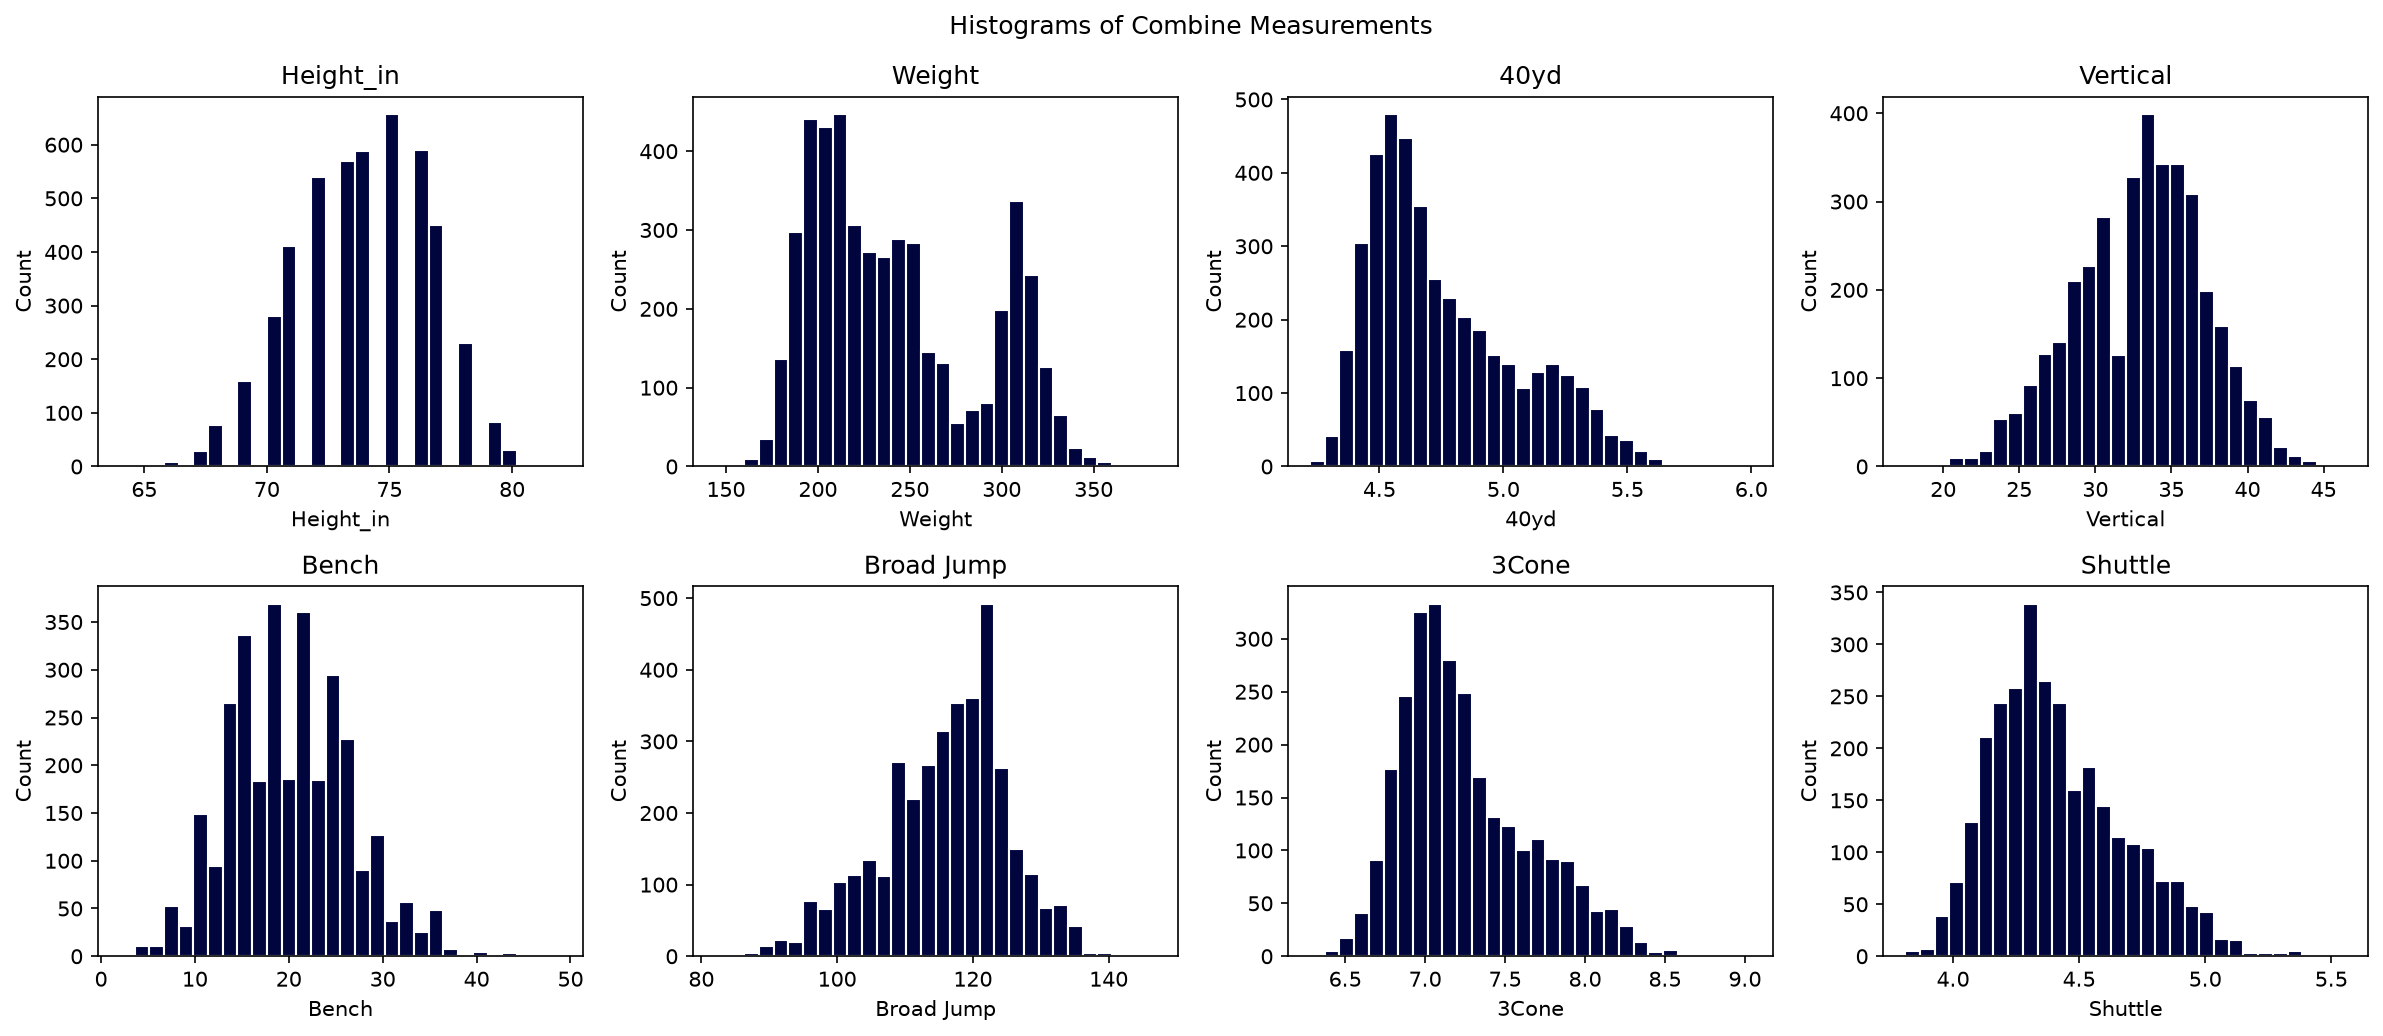 Histograms of Combine Measurements
Height_in
Weight
40yd
Vertical
600
500
400
300
200
100
0
Count
65 70 75 80
Height_in
400
300
200
100
0
Count
150 200 250 300 350
Weight
500
400
300
200
100
0
Count
4.5 5.0 5.5 6.0
40yd
400
300
200
100
0
Count
20 25 30 35 40 45
Vertical
Bench
Broad Jump
3Cone
Shuttle
350
300
250
200
150
100
50
0
Count
0 10 20 30 40 50
Bench
500
400
300
200
100
0
Count
80 100 120 140
Broad Jump
300
250
200
150
100
50
0
Count
6.5 7.0 7.5 8.0 8.5 9.0
3Cone
350
300
250
200
150
100
50
0
Count
4.0 4.5 5.0 5.5
Shuttle